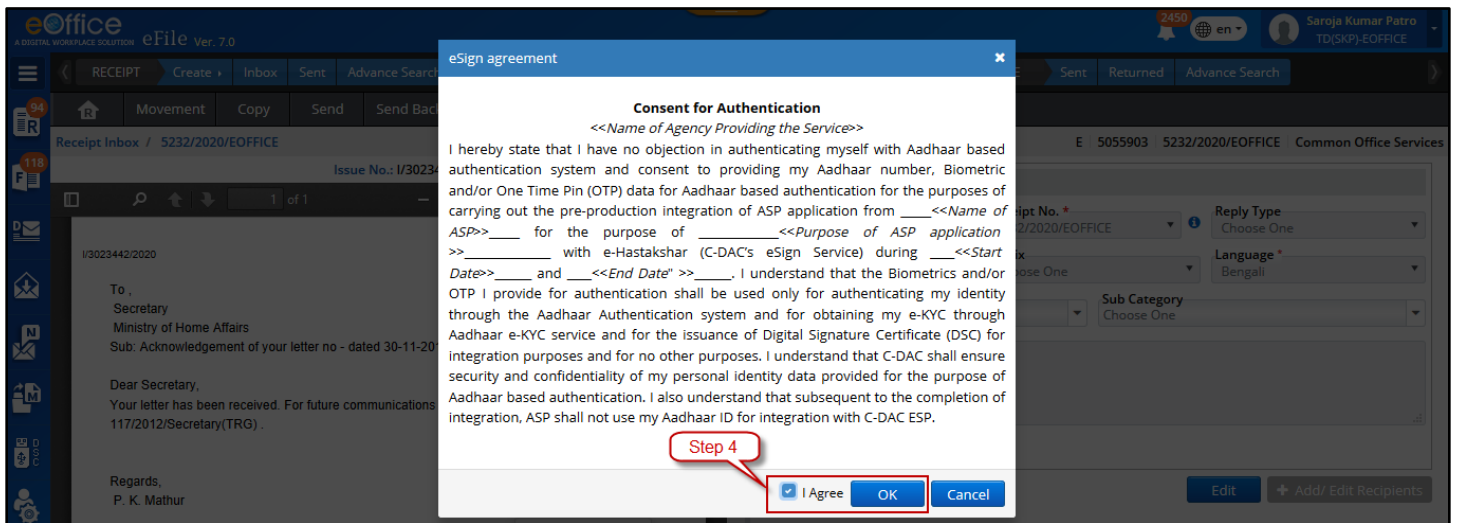 eOffice
A DIGITAL WORKPLACE SOLUTION eFile Ver. 7.0
2450
en
Saroja Kumar Patro
TD(SKP)-EOFFICE
RECEIPT Create Inbox Sent Advance Search
Sent Returned Advance Search
94
R
Movement Copy Send Send Back
Receipt Inbox / 5232/2020/EOFFICE
E 5055903 5232/2020/EOFFICE Common Office Services
118
F
Issue No.: I/30234
1 of 1
I/3023442/2020
To ,
Secretary
Ministry of Home Affairs
Sub: Acknowledgement of your letter no - dated 30-11-201
Dear Secretary,
Your letter has been received. For future communications
117/2012/Secretary(TRG) .
Regards,
P. K. Mathur
D
N
M
DSC
eSign agreement
Consent for Authentication
<<Name of Agency Providing the Service>>
I hereby state that I have no objection in authenticating myself with Aadhaar based
authentication system and consent to providing my Aadhaar number, Biometric
and/or One Time Pin (OTP) data for Aadhaar based authentication for the purposes of
carrying out the pre-production integration of ASP application from ____<<Name of
ASP>>____ for the purpose of __________<<Purpose of ASP application
>>___________ with e-Hastakshar (C-DAC's eSign Service) during ___<<Start
Date>>_____ and ___<<End Date" >>_____. I understand that the Biometrics and/or
OTP I provide for authentication shall be used only for authenticating my identity
through the Aadhaar Authentication system and for obtaining my e-KYC through
Aadhaar e-KYC service and for the issuance of Digital Signature Certificate (DSC) for
integration purposes and for no other purposes. I understand that C-DAC shall ensure
security and confidentiality of my personal identity data provided for the purpose of
Aadhaar based authentication. I also understand that subsequent to the completion of
integration, ASP shall not use my Aadhaar ID for integration with C-DAC ESP.
Step 4
I Agree OK Cancel
ipt No. * Reply Type
2/2020/EOFFICE Choose One
ix Language *
ose One Bengali
Sub Category
Choose One
Edit + Add/ Edit Recipients